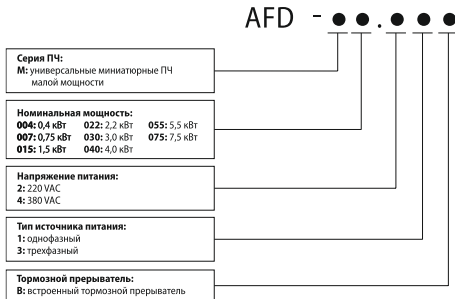 AFD - ●●.●●●
Серия ПЧ:
М: универсальные миниатюрные ПЧ
малой мощности
Номинальная мощность:
004: 0,4 кВт 022: 2,2 кВт 055: 5,5 кВт
007: 0,75 кВт 030: 3,0 кВт 075: 7,5 кВт
015: 1,5 кВт 040: 4,0 кВт
Напряжение питания:
2: 220 VAC
4: 380 VAC
Тип источника питания:
1: однофазный
3: трехфазный
Тормозной прерыватель:
В: встроенный тормозной прерыватель